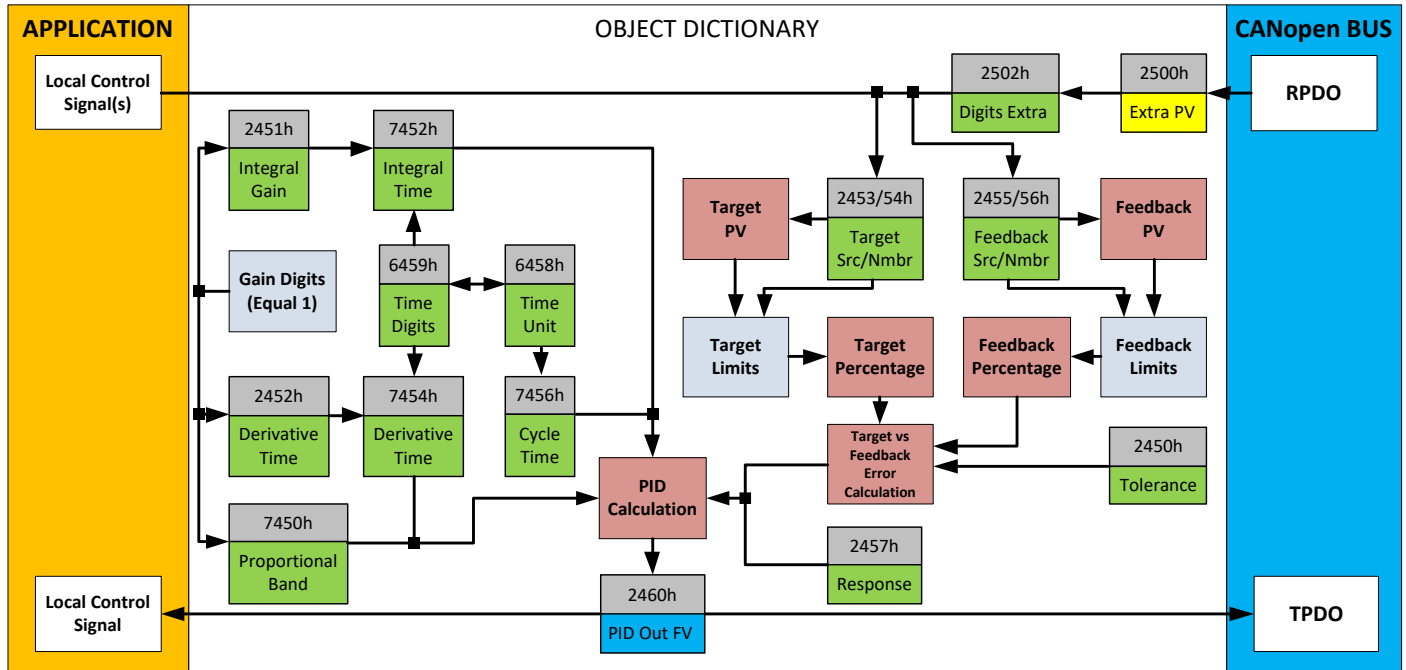 APPLICATION
OBJECT DICTIONARY
CANopen BUS
Local Control
Signal(s)
2502h
Digits Extra
2500h
Extra PV
RPDO
2451h
Integral
Gain
7452h
Integral
Time
Target
PV
2453/54h
Target
Src/Nmbr
2455/56h
Feedback
Src/Nmbr
Feedback
PV
Gain Digits
(Equal 1)
6459h
Time
Digits
6458h
Time
Unit
Target
Limits
Target
Percentage
Feedback
Percentage
Feedback
Limits
2452h
Derivative
Time
7454h
Derivative
Time
7456h
Cycle
Time
Target vs
Feedback
Error
Calculation
2450h
Tolerance
PID
Calculation
7450h
Proportional
Band
2457h
Response
Local Control
Signal
2460h
PID Out FV
TPDO